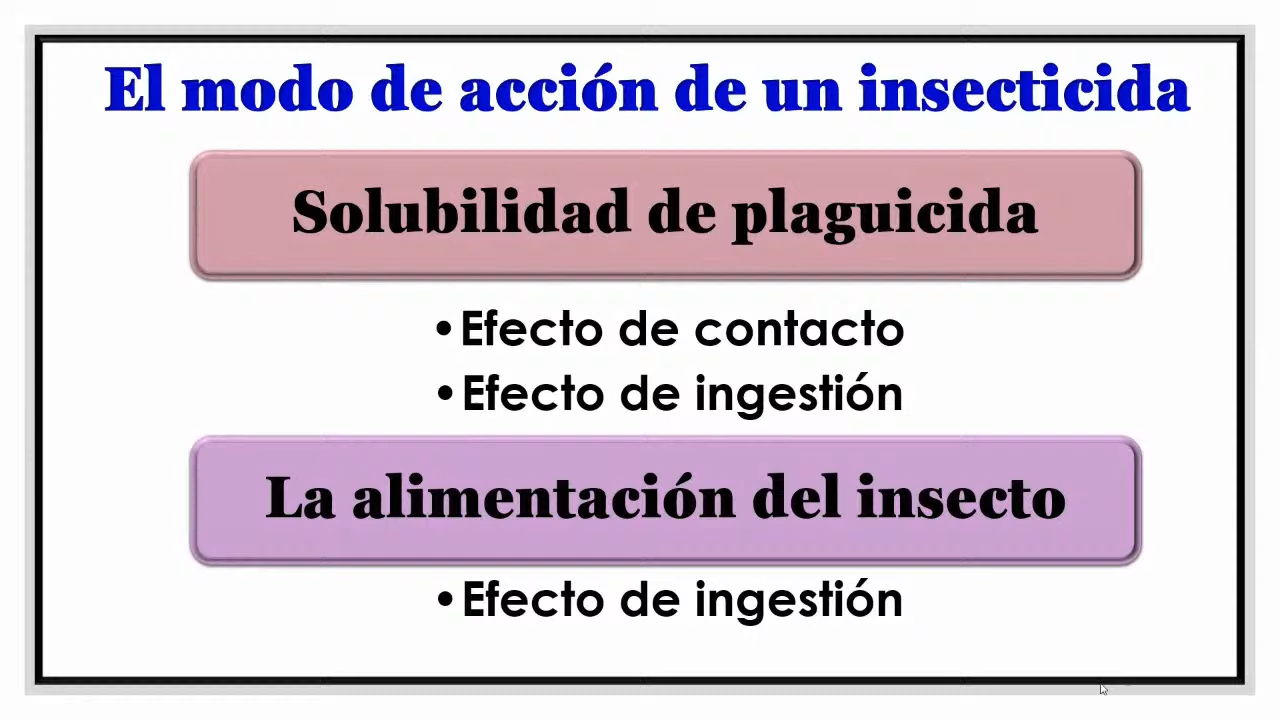 El modo de acción de un insecticida
Solubilidad de plaguicida
•Efecto de contacto
•Efecto de ingestión
La alimentación del insecto
•Efecto de ingestión